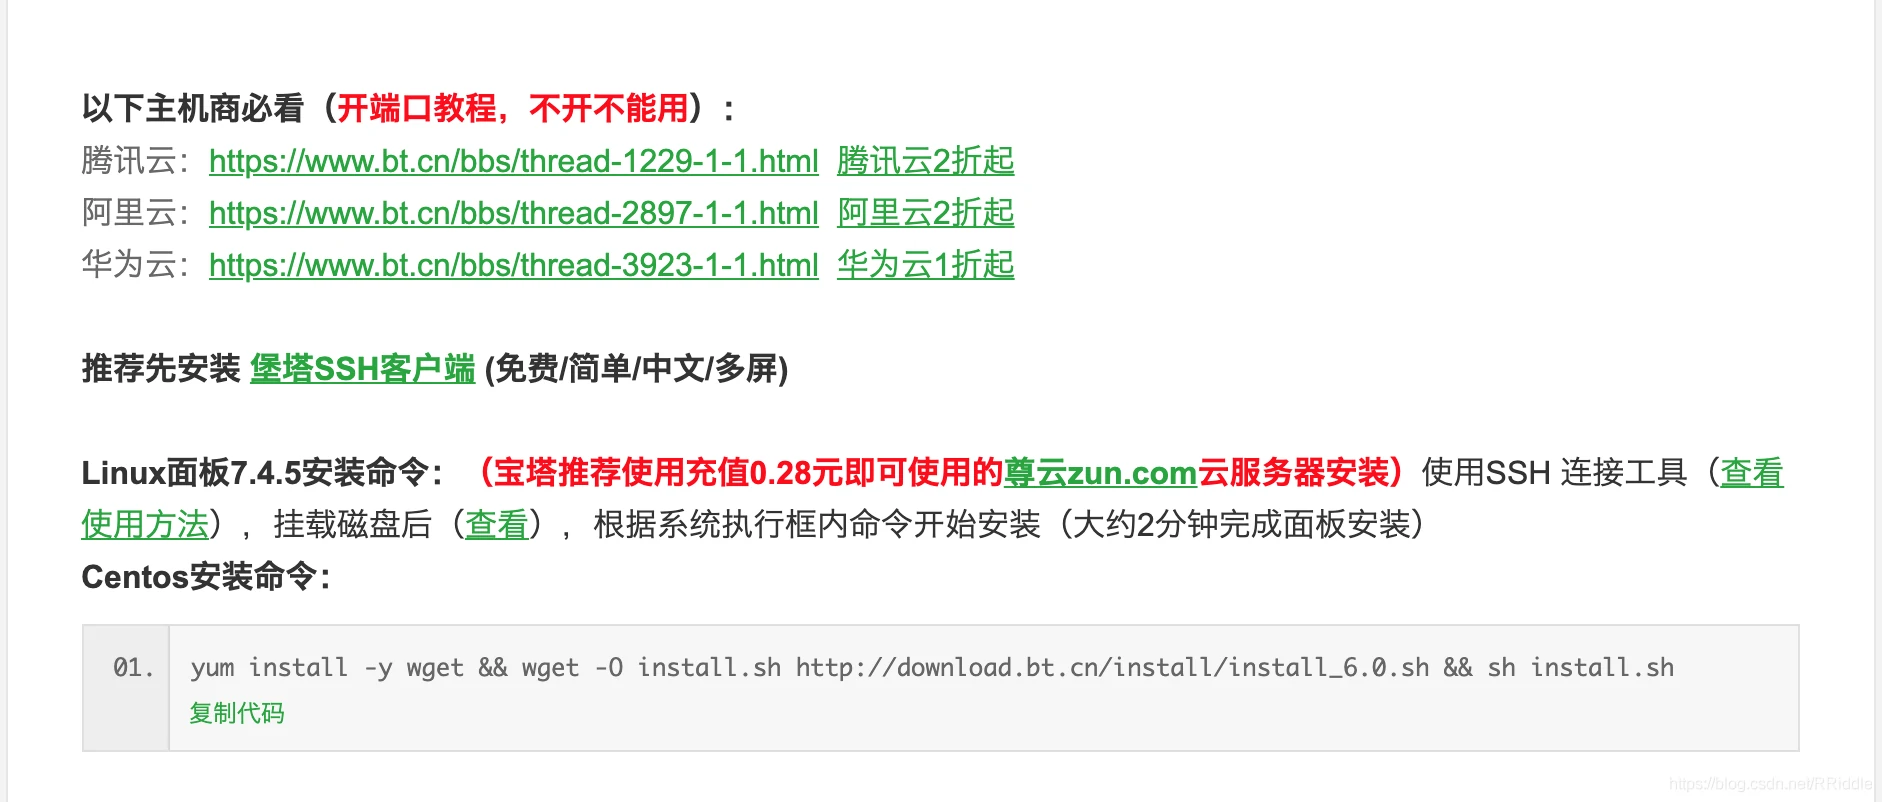 以下主机商必看（开端口教程，不开不能用）:
腾讯云：https://www.bt.cn/bbs/thread-1229-1-1.html 腾讯云2折起
阿里云：https://www.bt.cn/bbs/thread-2897-1-1.html 阿里云2折起
华为云：https://www.bt.cn/bbs/thread-3923-1-1.html 华为云1折起
推荐先安装 堡塔SSH客户端 (免费/简单/中文/多屏)
Linux面板7.4.5安装命令：（宝塔推荐使用充值0.28元即可使用的尊云zun.com云服务器安装）使用SSH 连接工具（查看
使用方法），挂载磁盘后（查看），根据系统执行框内命令开始安装（大约2分钟完成面板安装）
Centos安装命令：
01. yum install -y wget && wget -O install.sh http://download.bt.cn/install/install_6.0.sh && sh install.sh
复制代码
https://blog.csdn.net/RRiddle